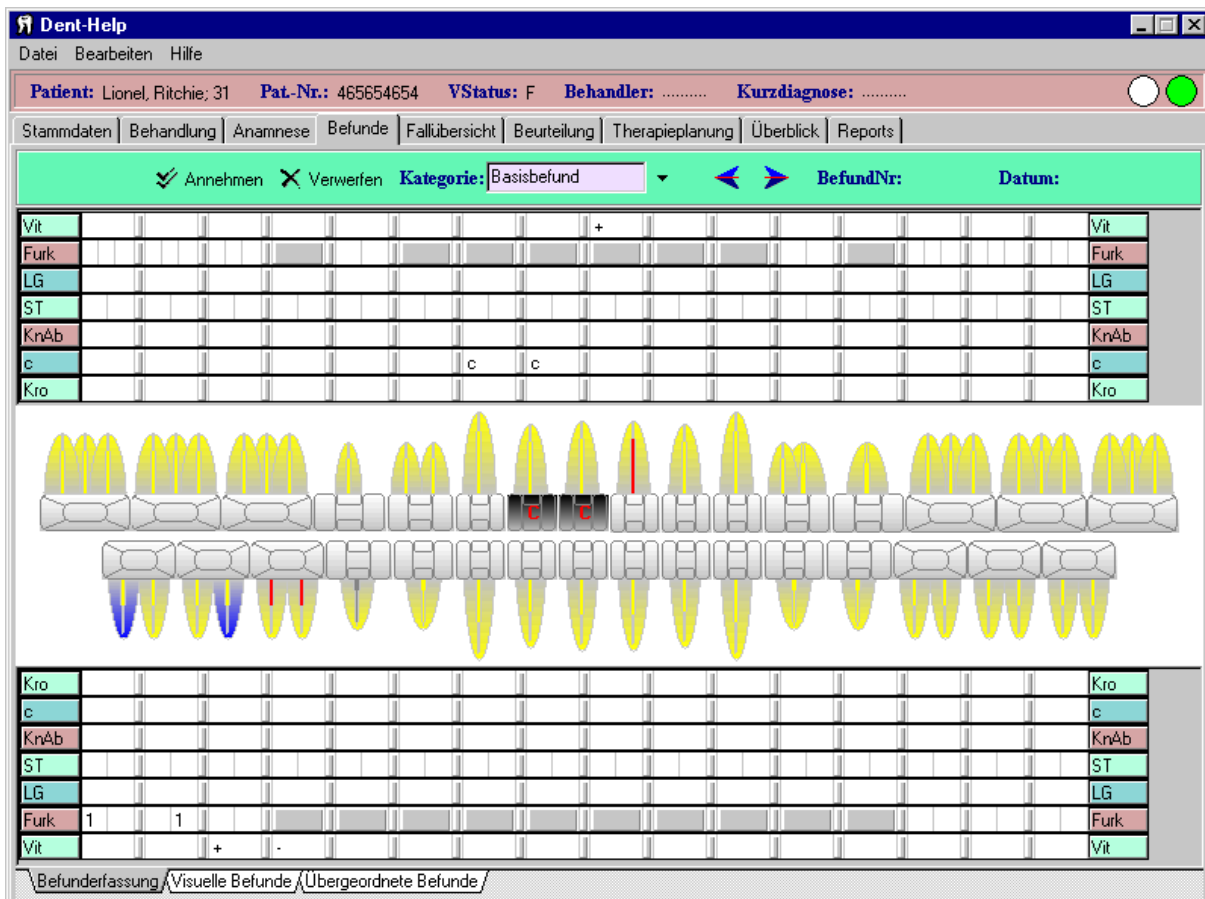 Dent-Help
Datei Bearbeiten Hilfe
Patient: Lionel, Ritchie; 31 Pat.-Nr.: 465654654 VStatus: F Behandler: .......... Kurzdiagnose: ..........
Stammdaten Behandlung Anamnese Befunde Fallübersicht Beurteilung Therapieplanung Überblick Reports
Annehmen Verwerfen Kategorie: Basisbefund BefundNr: Datum:
Vit + Vit
Furk Furk
LG LG
ST ST
KnAb KnAb
c c c c
Kro Kro
C C
Kro Kro
c c
KnAb KnAb
ST ST
LG LG
Furk 1 1 Furk
Vit + - Vit
Befunderfassung Visuelle Befunde Übergeordnete Befunde